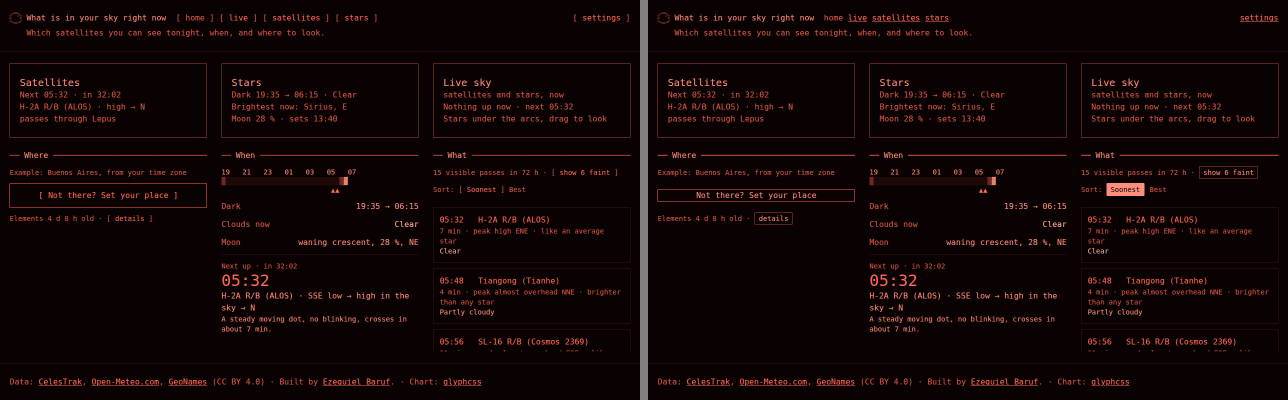 What is in your sky right now [ home ] [ live ] [ satellites ] [ stars ] [ settings ]
Which satellites you can see tonight, when, and where to look.
Satellites
Next 05:32 · in 32:02
H-2A R/B (ALOS) · high → N
passes through Lepus
Stars
Dark 19:35 → 06:15 · Clear
Brightest now: Sirius, E
Moon 28 % · sets 13:40
Live sky
satellites and stars, now
Nothing up now · next 05:32
Stars under the arcs, drag to look
Where
Example: Buenos Aires, from your time zone
[ Not there? Set your place ]
Elements 4 d 8 h old · [ details ]
When
19 21 23 01 03 05 07
▲▲
Dark 19:35 → 06:15
Clouds now Clear
Moon waning crescent, 28 %, NE
Next up · in 32:02
05:32
H-2A R/B (ALOS) · SSE low → high in the
sky → N
A steady moving dot, no blinking, crosses in
about 7 min.
What
15 visible passes in 72 h · [ show 6 faint ]
Sort: [ Soonest ] Best
05:32 H-2A R/B (ALOS)
7 min · peak high ENE · like an average
star
Clear
05:48 Tiangong (Tianhe)
4 min · peak almost overhead NNE · brighter
than any star
Partly cloudy
05:56 SL-16 R/B (Cosmos 2369)
Data: CelesTrak, Open-Meteo.com, GeoNames (CC BY 4.0) · Built by Ezequiel Baruf. · Chart: glyphcss
What is in your sky right now home live satellites stars settings
Which satellites you can see tonight, when, and where to look.
Satellites
Next 05:32 · in 32:02
H-2A R/B (ALOS) · high → N
passes through Lepus
Stars
Dark 19:35 → 06:15 · Clear
Brightest now: Sirius, E
Moon 28 % · sets 13:40
Live sky
satellites and stars, now
Nothing up now · next 05:32
Stars under the arcs, drag to look
Where
Example: Buenos Aires, from your time zone
Not there? Set your place
Elements 4 d 8 h old · details
When
19 21 23 01 03 05 07
▲▲
Dark 19:35 → 06:15
Clouds now Clear
Moon waning crescent, 28 %, NE
Next up · in 32:02
05:32
H-2A R/B (ALOS) · SSE low → high in the
sky → N
A steady moving dot, no blinking, crosses in
about 7 min.
What
15 visible passes in 72 h · show 6 faint
Sort: Soonest Best
05:32 H-2A R/B (ALOS)
7 min · peak high ENE · like an average
star
Clear
05:48 Tiangong (Tianhe)
4 min · peak almost overhead NNE · brighter
than any star
Partly cloudy
05:56 SL-16 R/B (Cosmos 2369)
Data: CelesTrak, Open-Meteo.com, GeoNames (CC BY 4.0) · Built by Ezequiel Baruf. · Chart: glyphcss